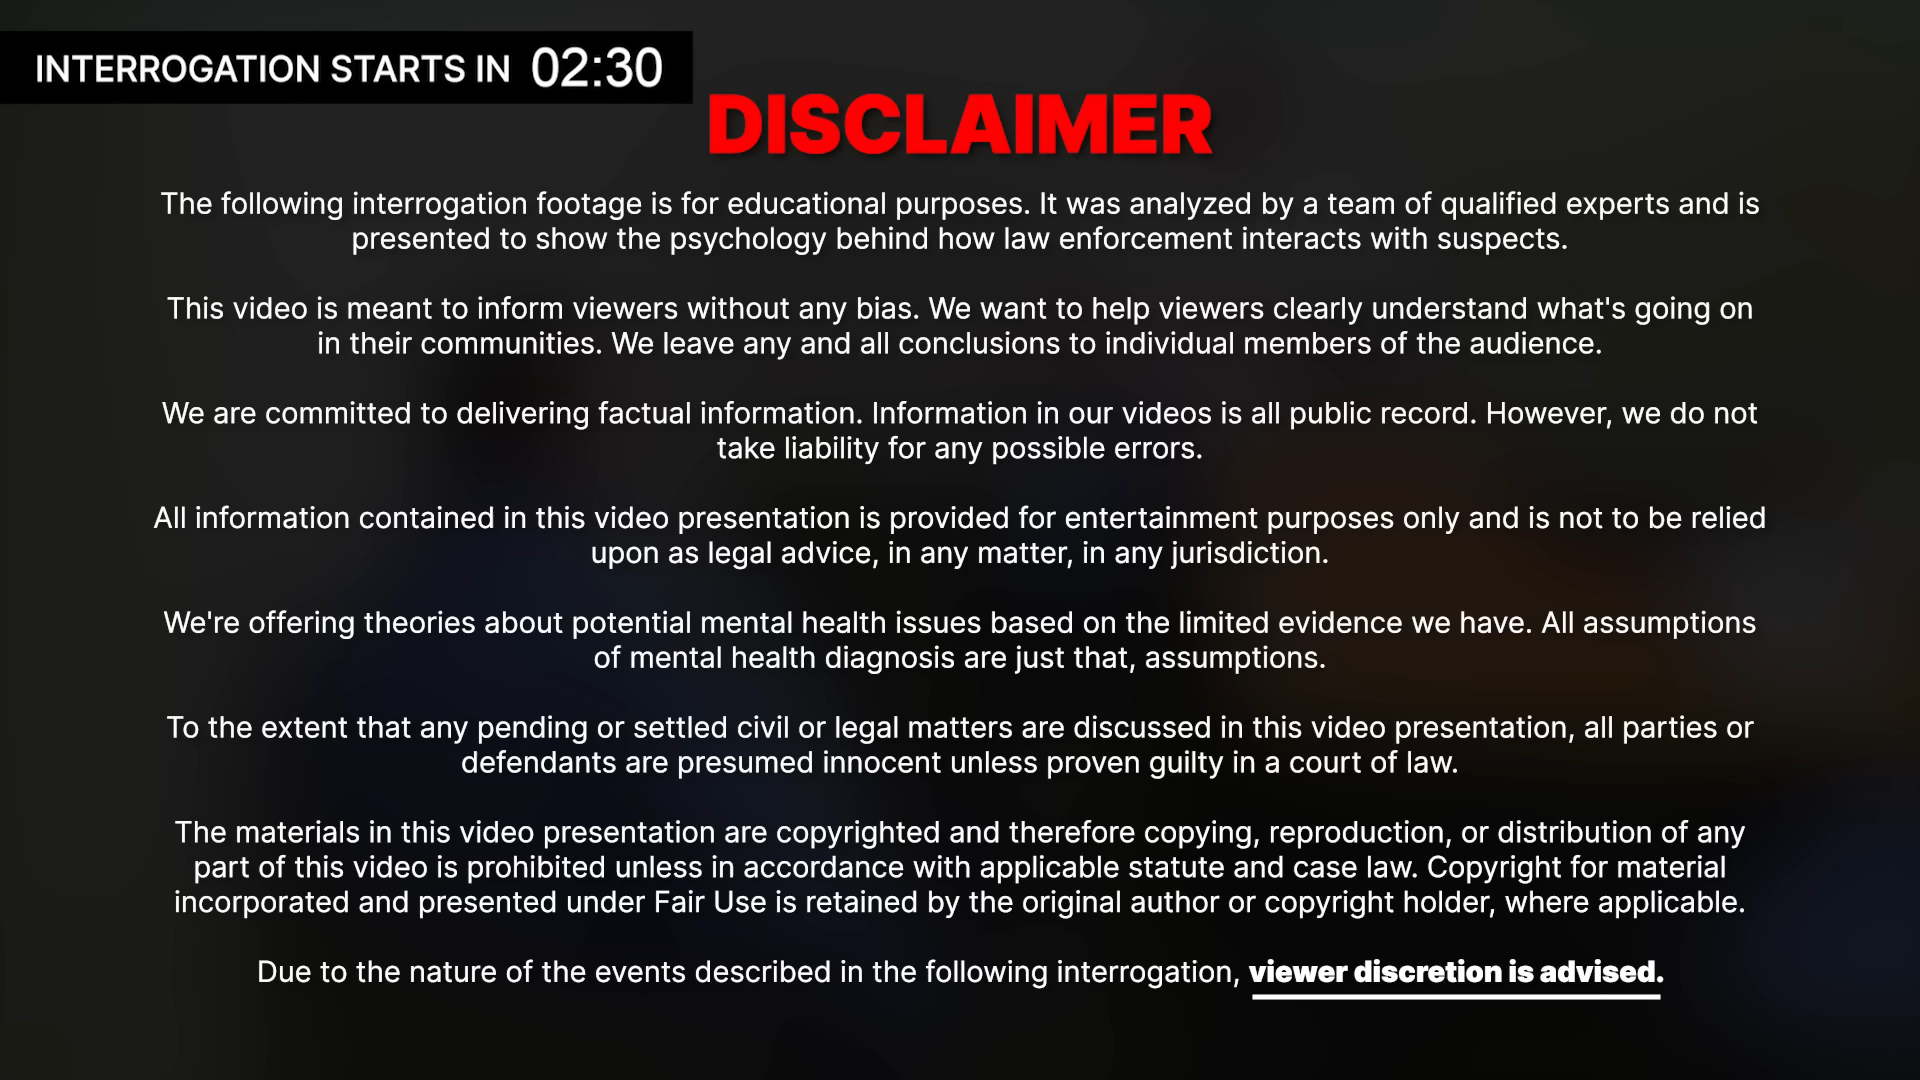 INTERROGATION STARTS IN 02:30
DISCLAIMER
The following interrogation footage is for educational purposes. It was analyzed by a team of qualified experts and is
presented to show the psychology behind how law enforcement interacts with suspects.
This video is meant to inform viewers without any bias. We want to help viewers clearly understand what's going on
in their communities. We leave any and all conclusions to individual members of the audience.
We are committed to delivering factual information. Information in our videos is all public record. However, we do not
take liability for any possible errors.
All information contained in this video presentation is provided for entertainment purposes only and is not to be relied
upon as legal advice, in any matter, in any jurisdiction.
We're offering theories about potential mental health issues based on the limited evidence we have. All assumptions
of mental health diagnosis are just that, assumptions.
To the extent that any pending or settled civil or legal matters are discussed in this video presentation, all parties or
defendants are presumed innocent unless proven guilty in a court of law.
The materials in this video presentation are copyrighted and therefore copying, reproduction, or distribution of any
part of this video is prohibited unless in accordance with applicable statute and case law. Copyright for material
incorporated and presented under Fair Use is retained by the original author or copyright holder, where applicable.
Due to the nature of the events described in the following interrogation, viewer discretion is advised.